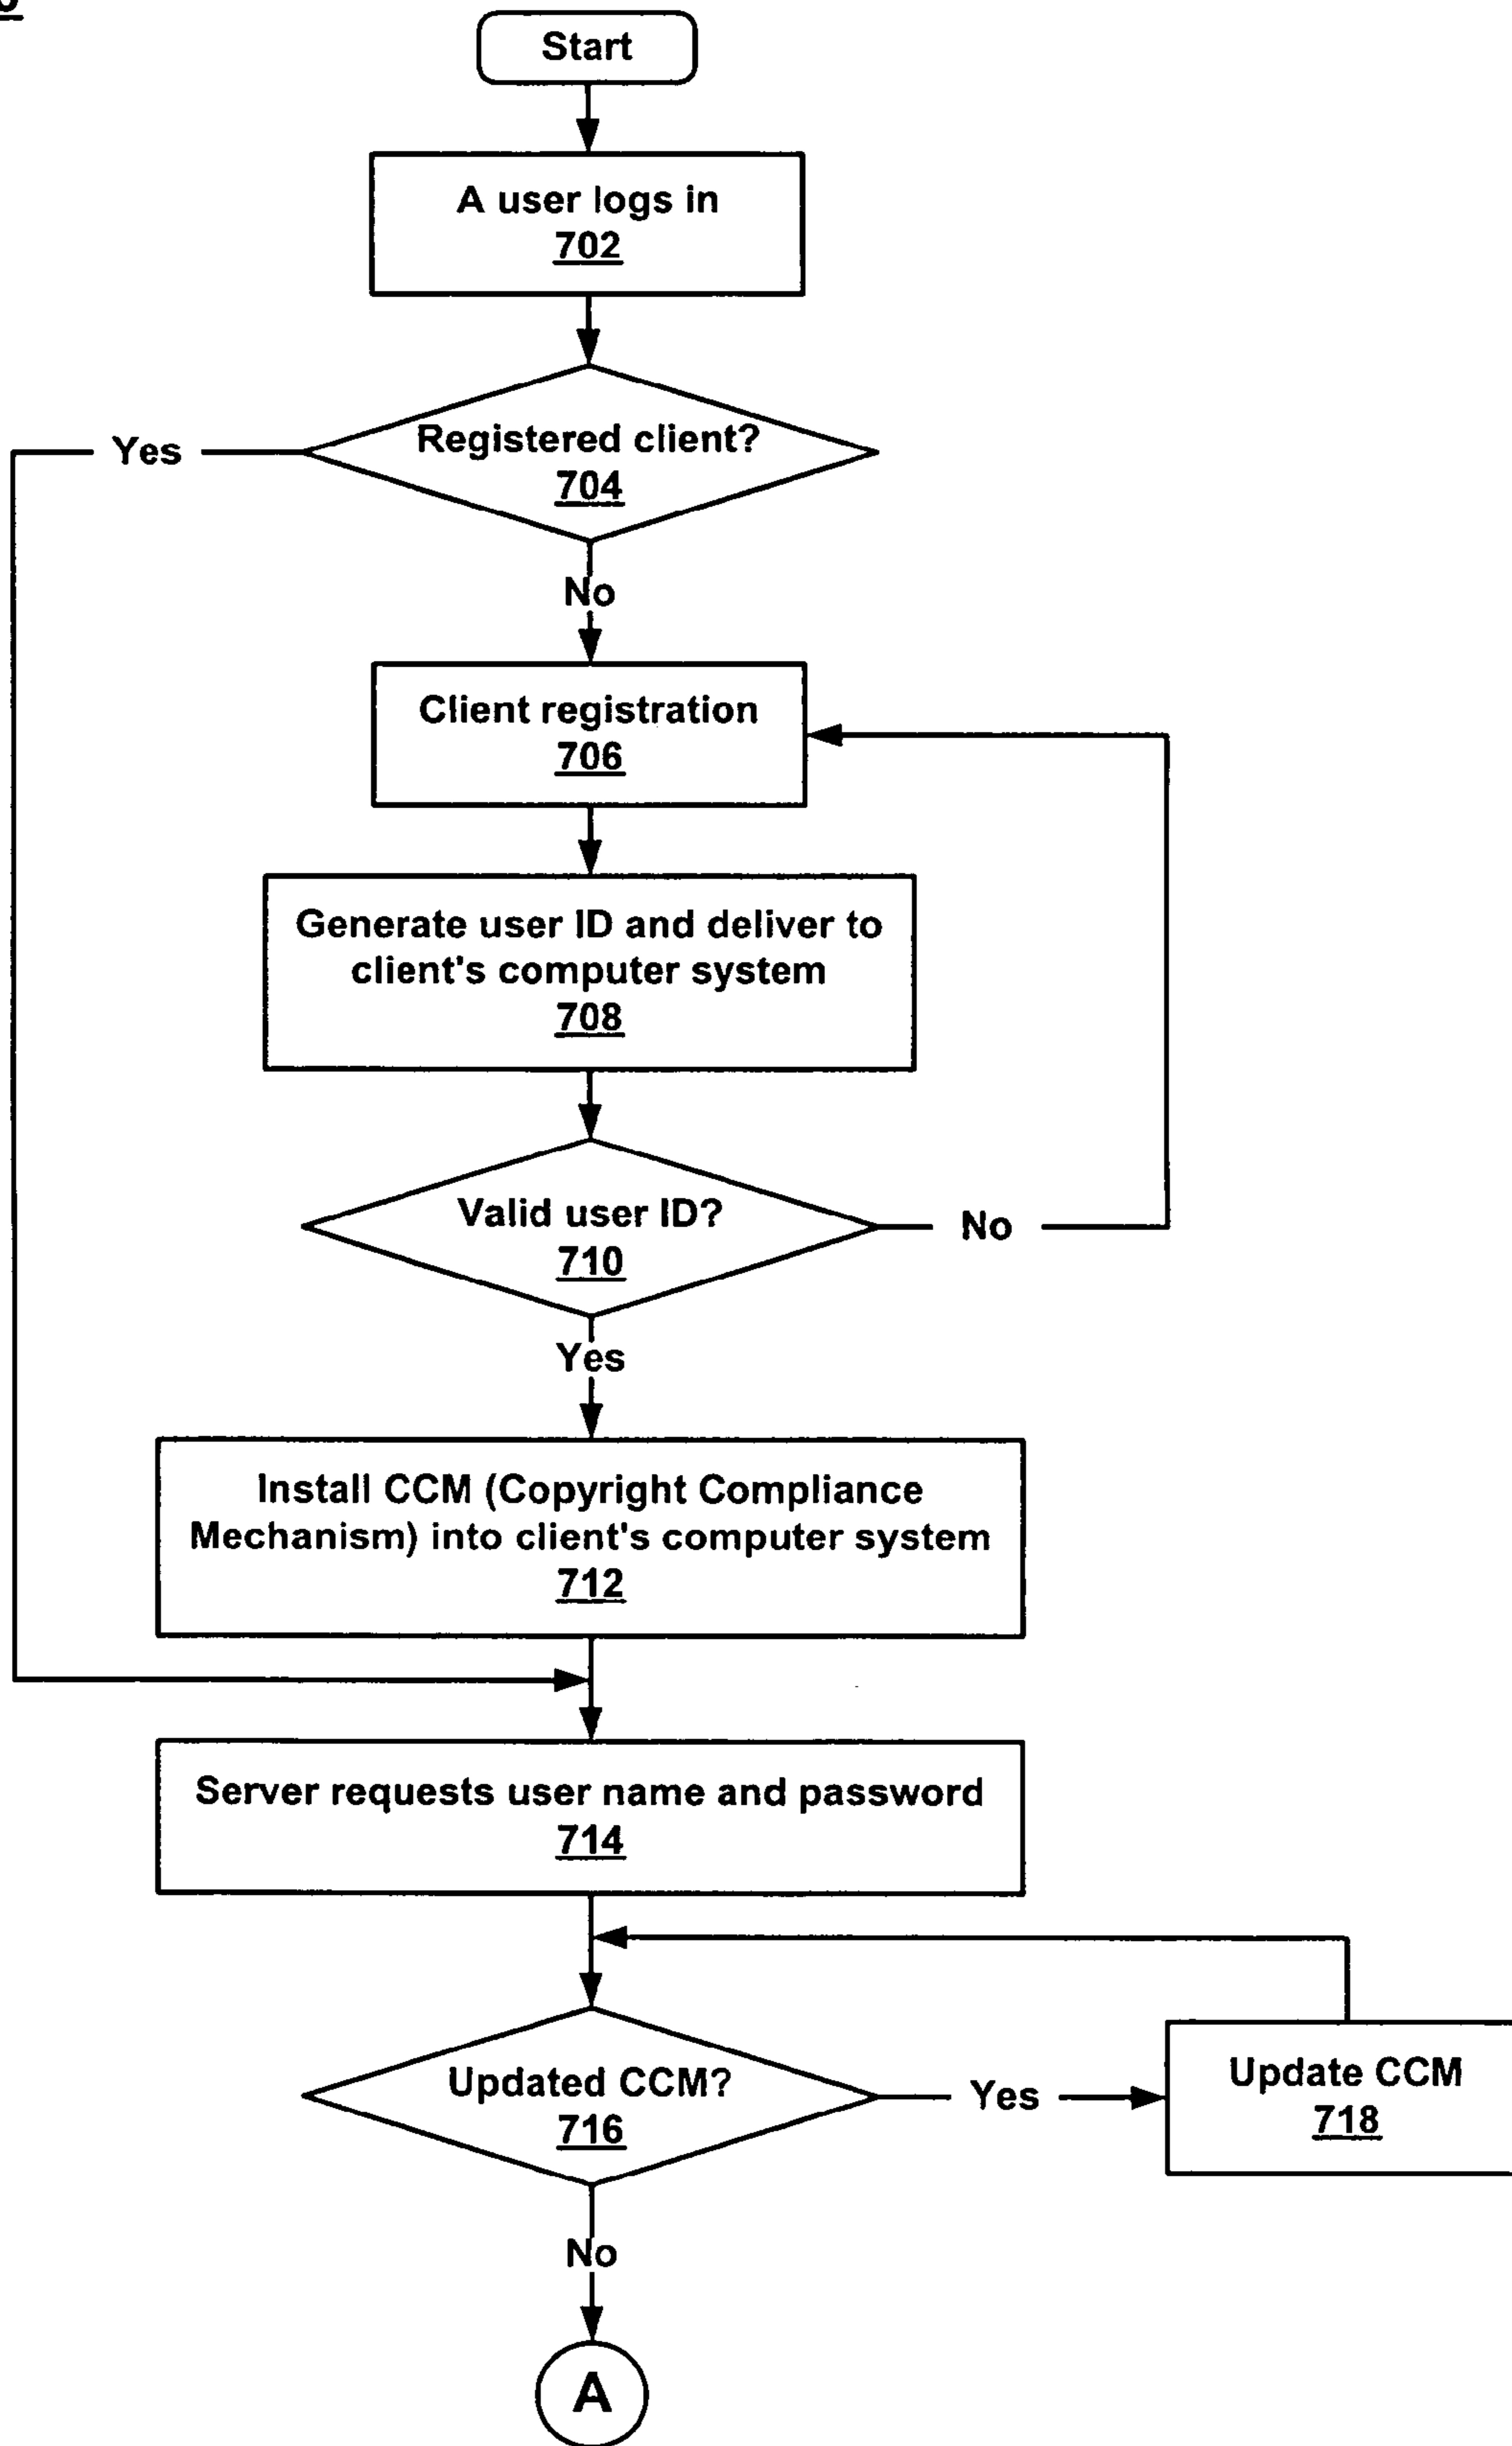 Start
A user logs in
702
Registered client?
704
Yes
No
Client registration
706
Generate user ID and deliver to
client's computer system
708
Valid user ID?
710
No
Yes
Install CCM (Copyright Compliance
Mechanism) into client's computer system
712
Server requests user name and password
714
Updated CCM?
716
Yes
Update CCM
718
No
A